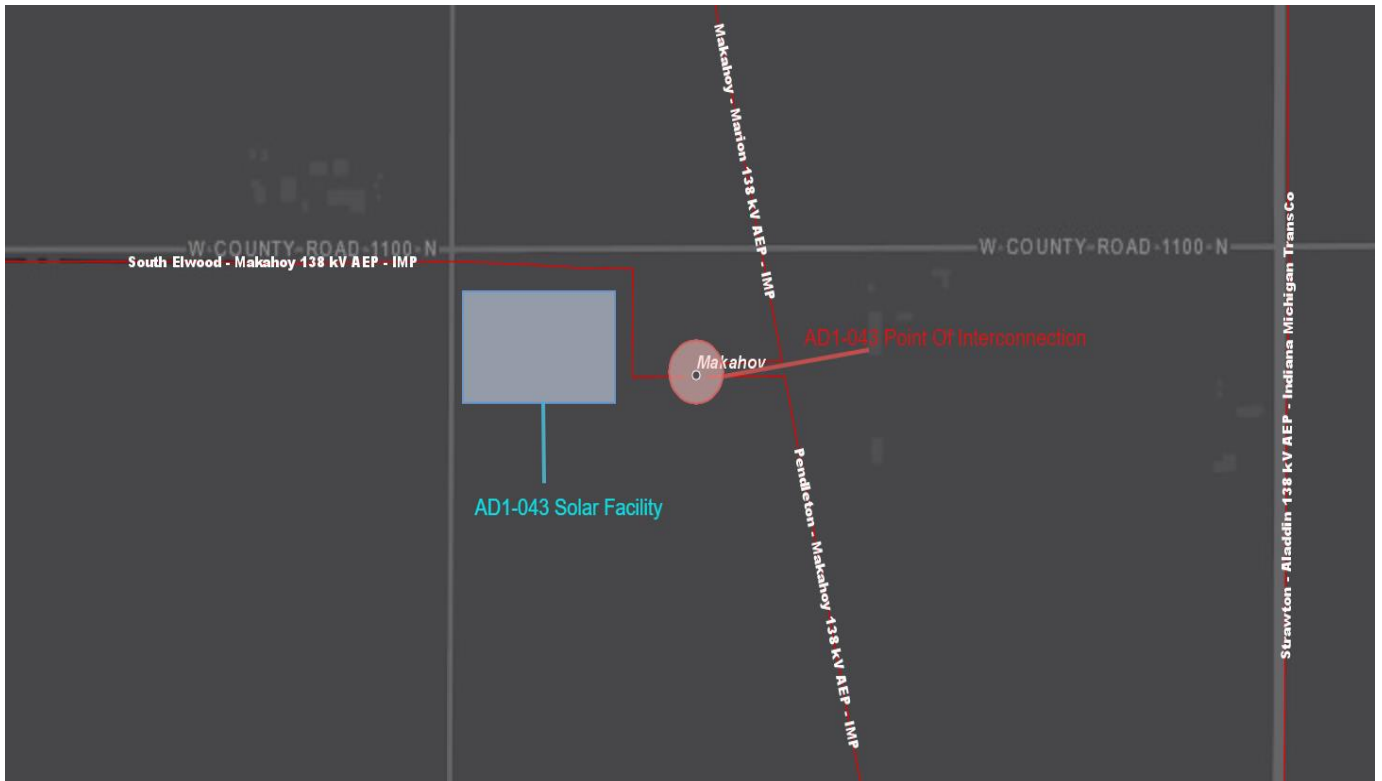 Makahoy - Marion 138 kV AEP - IMP
W COUNTY-ROAD-1100-N
W COUNTY-ROAD-1100-N
South Elwood - Makahoy 138 kV AEP - IMP
AD1-043 Point Of Interconnection
Makahoy
Strawton - Aladdin 138 kV AEP - Indiana Michigan TransCo
AD1-043 Solar Facility
Pendleton - Makahoy 138 kV AEP - IMP